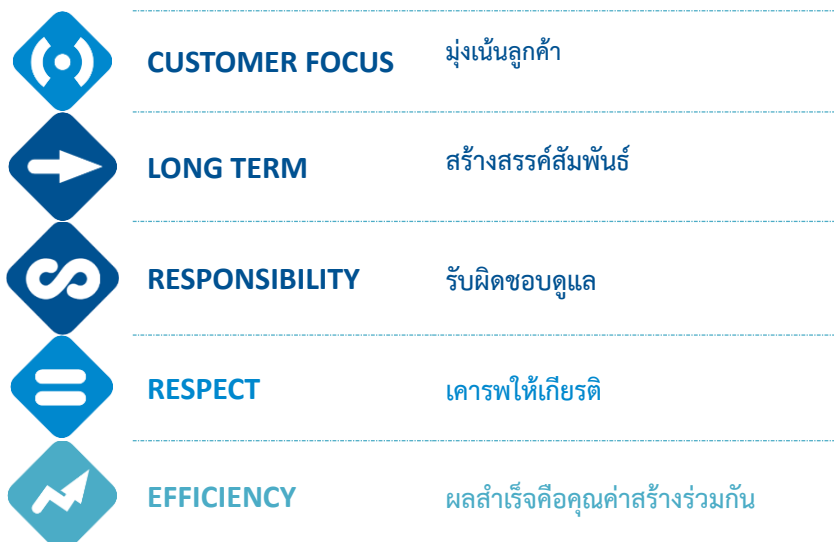 CUSTOMER FOCUS มุ่งเน้นลูกค้า
LONG TERM สร้างสรรค์สัมพันธ์
RESPONSIBILITY รับผิดชอบดูแล
RESPECT เคารพให้เกียรติ
EFFICIENCY ผลสำเร็จคือคุณค่าสร้างร่วมกัน